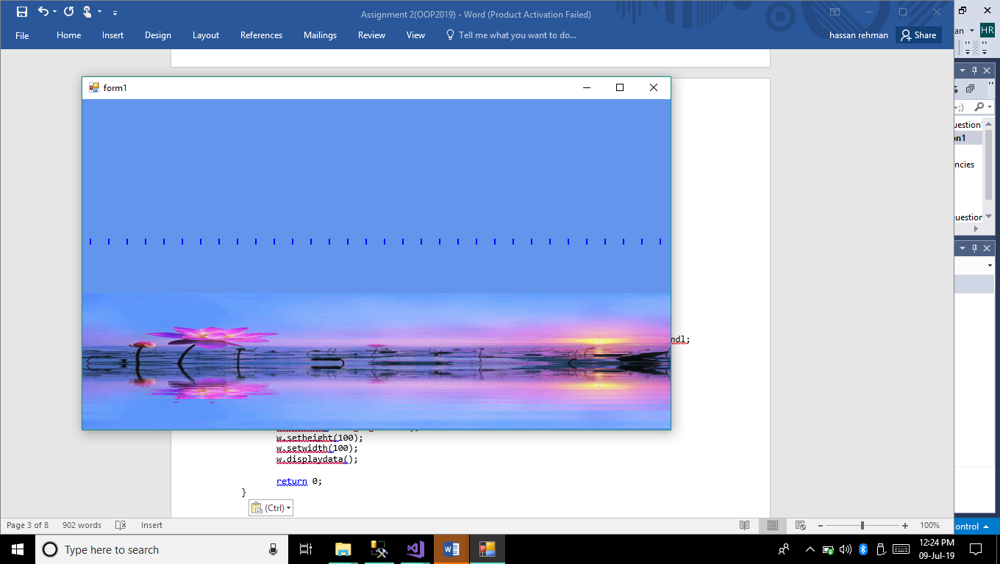 Assignment 2(OOP2019) - Word (Product Activation Failed)
File Home Insert Design Layout References Mailings Review View Tell me what you want to do...
hassan rehman Share
an HR
form1
+;)
uestion1
on1
ncies
uestion
ndl;
w.setheight(100);
w.setwidth(100);
w.displaydata();
return 0;
}
(Ctrl)
Page 3 of 8 902 words Insert 100%
ontrol
Type here to search
12:24 PM
09-Jul-19